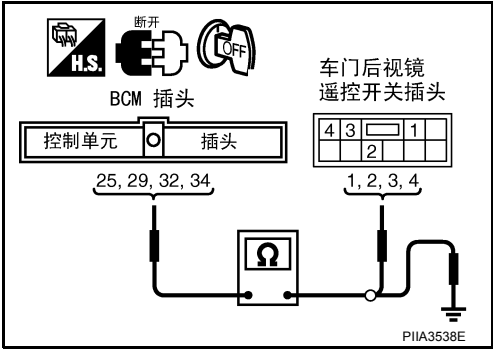 断开
H.S.
OFF
BCM 插头
控制单元 插头
25, 29, 32, 34
车门后视镜
遥控开关插头
4 3 1
2
1, 2, 3, 4
Ω
PIIA3538E